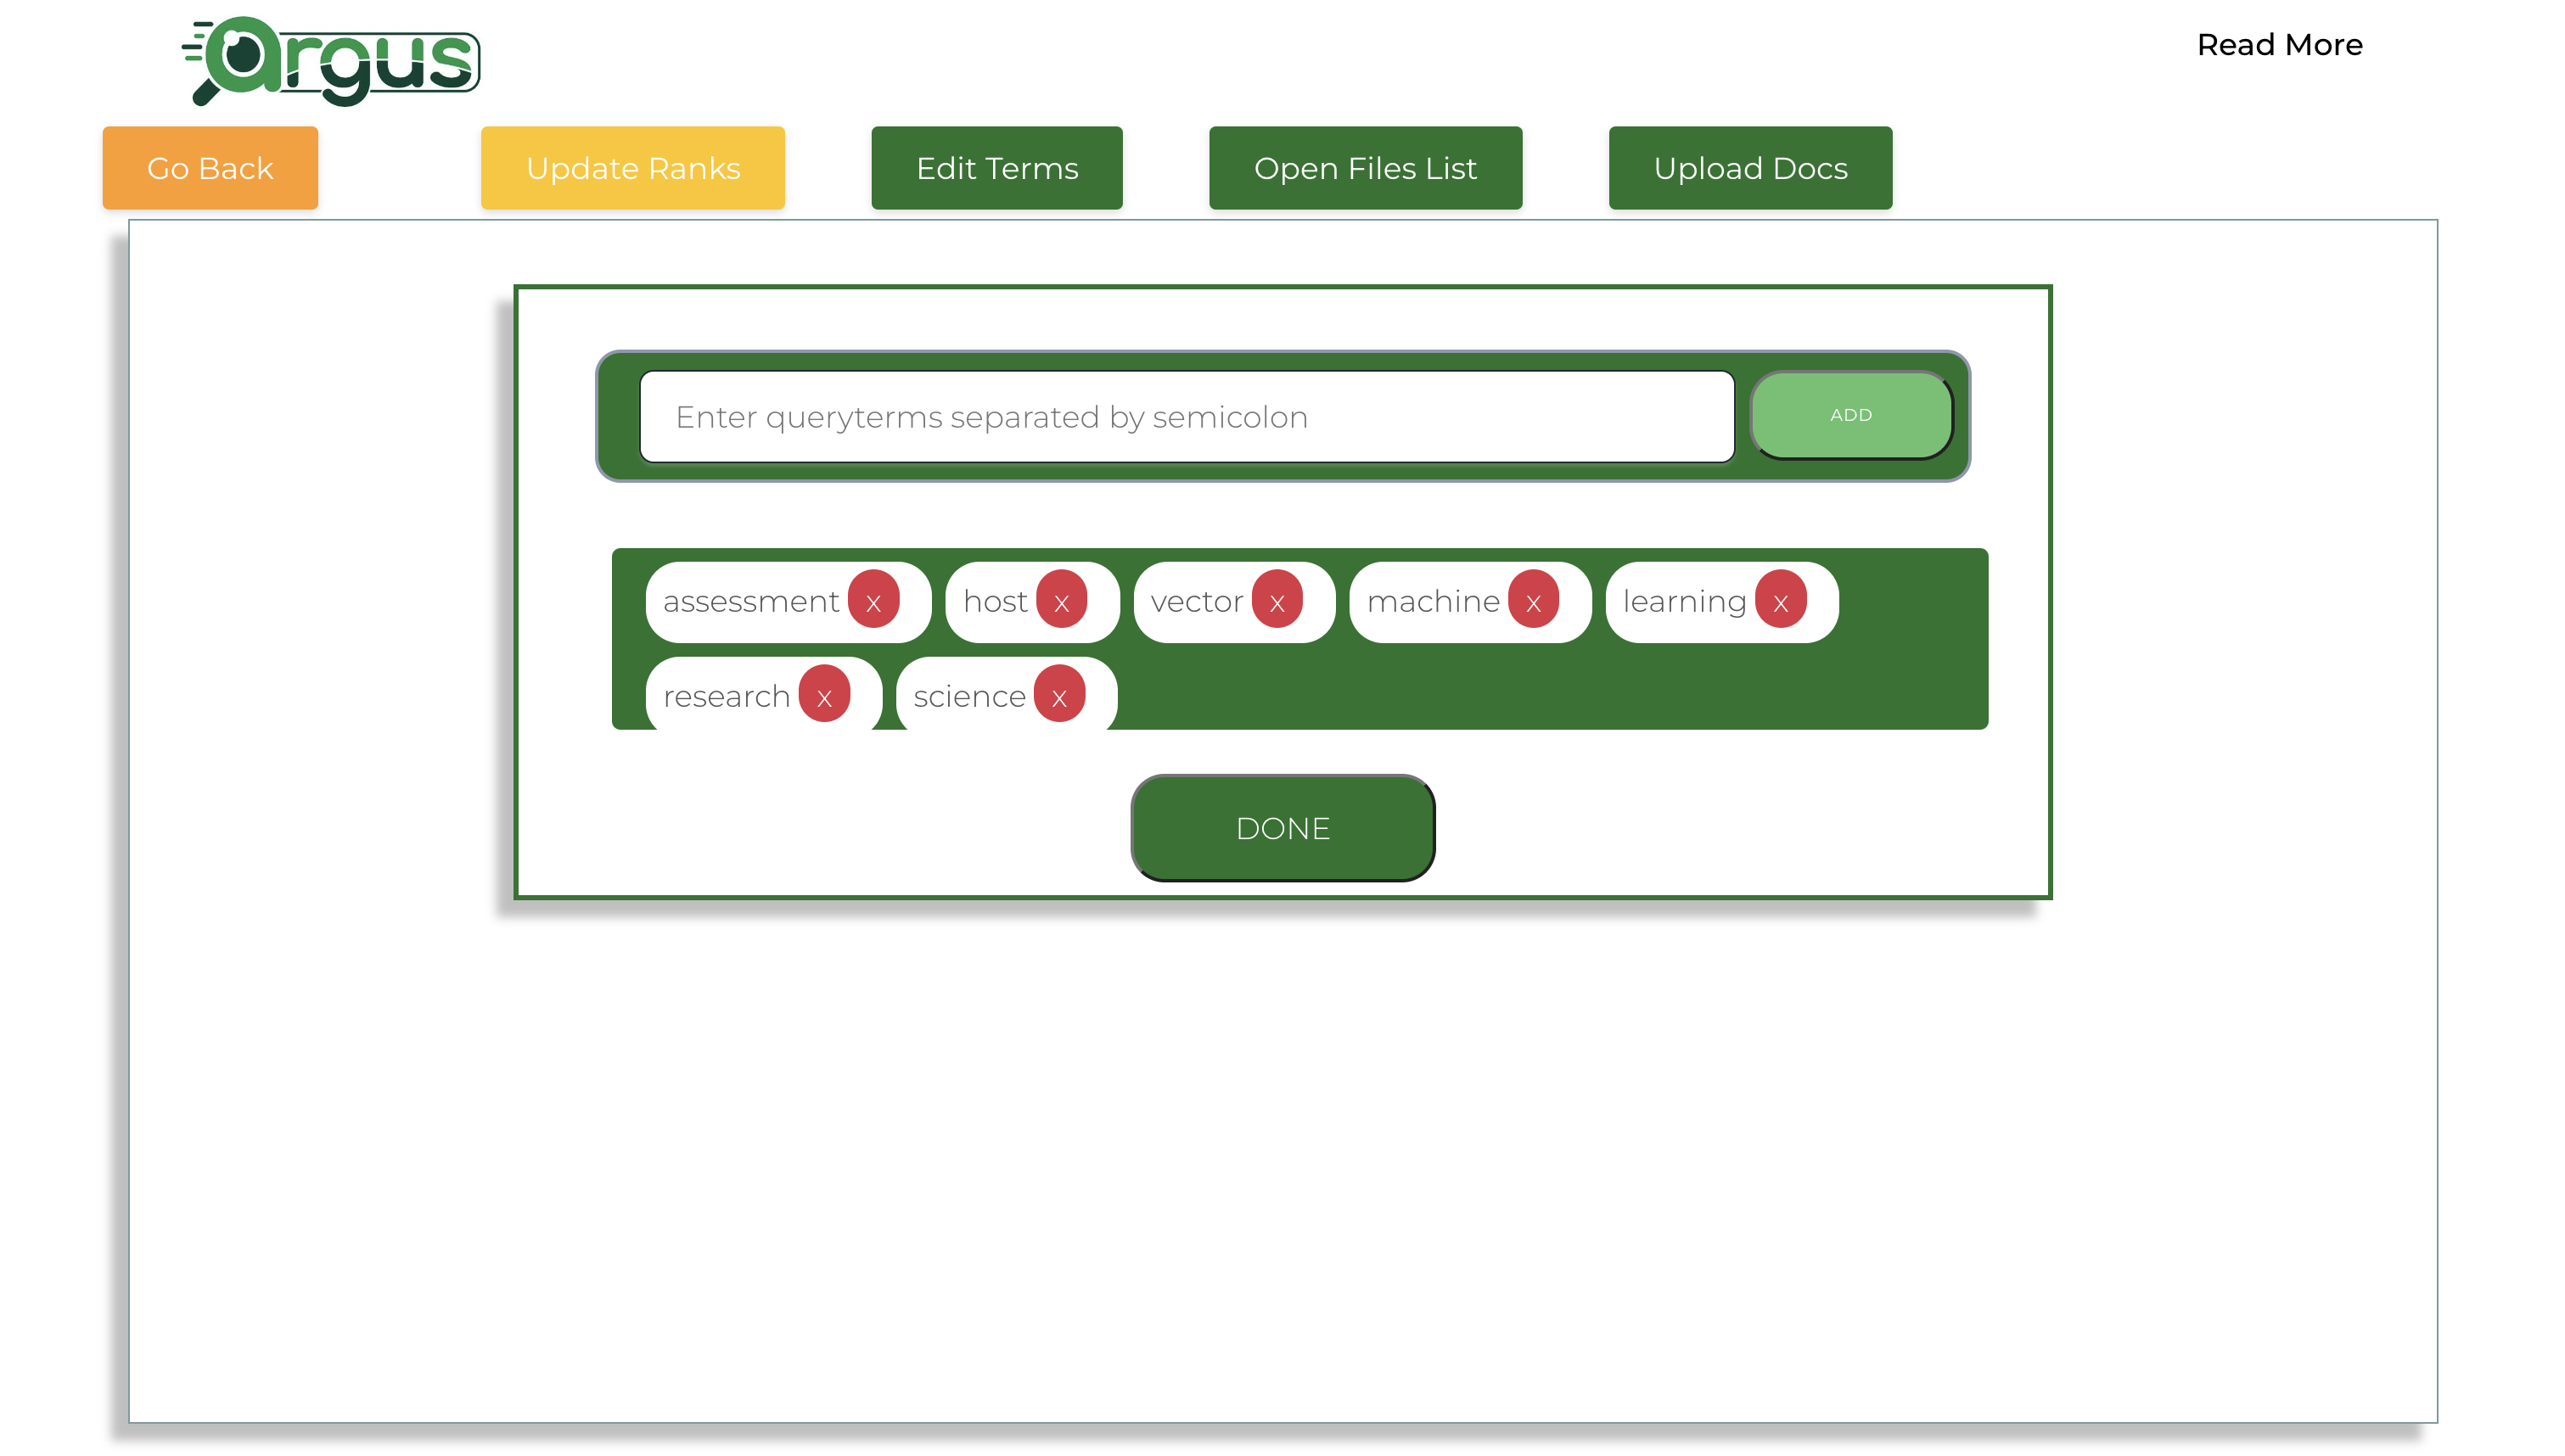 argus
Read More
Go Back Update Ranks Edit Terms Open Files List Upload Docs
Enter queryterms separated by semicolon ADD
assessment x host x vector x machine x learning x
research x science x
DONE